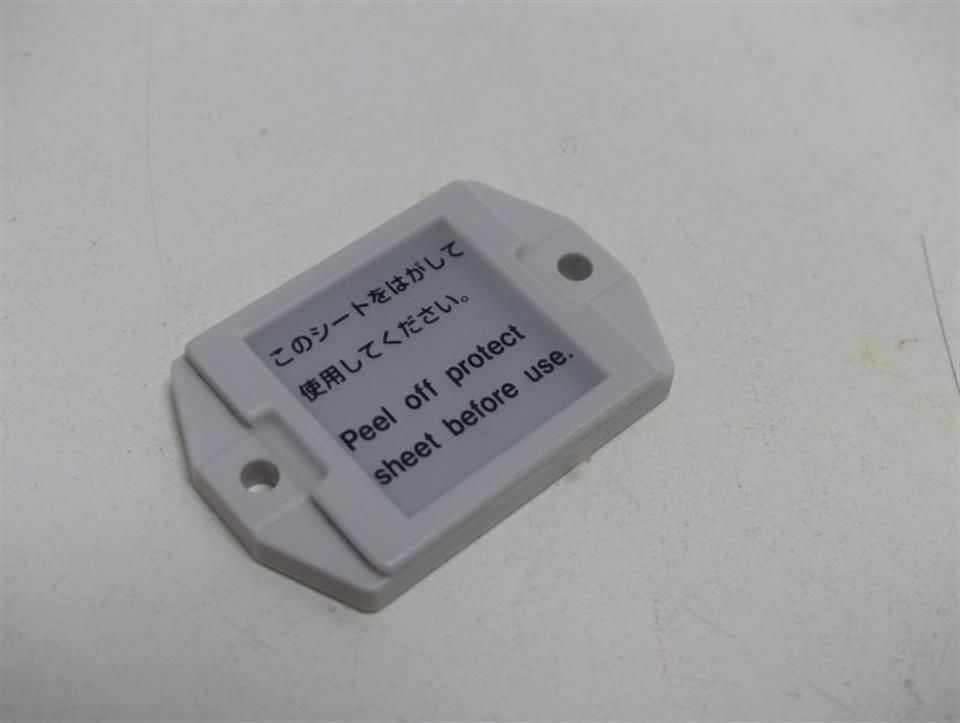 このシートをはがして
使用してください。
Peel off protect
sheet before use.